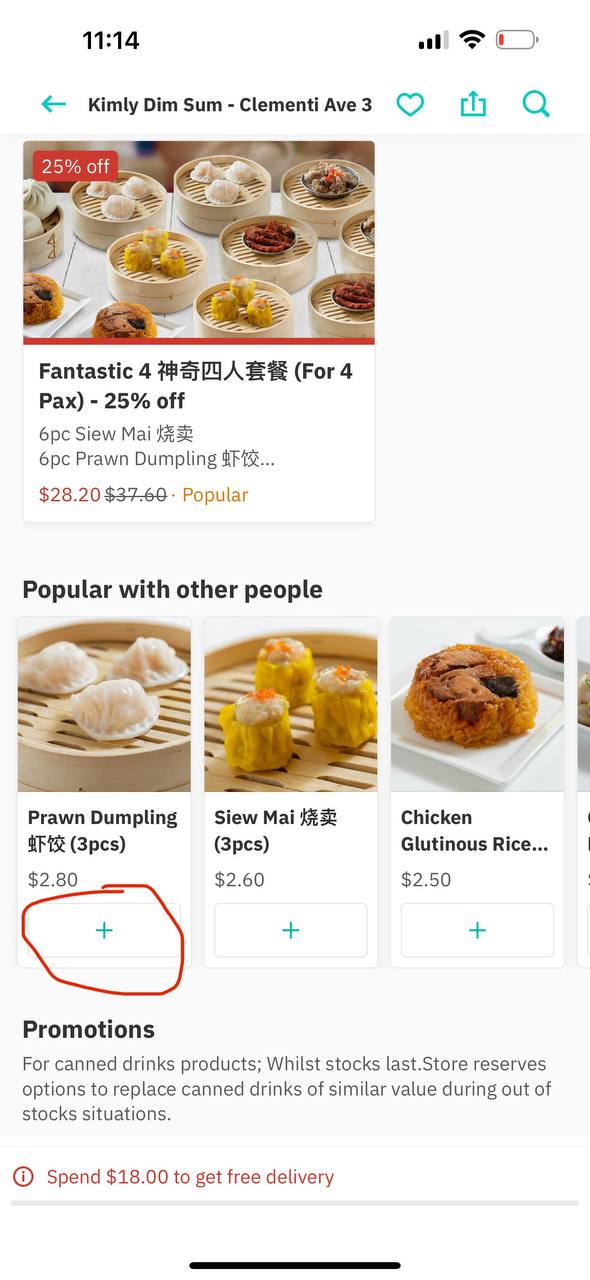 11:14
Kimly Dim Sum - Clementi Ave 3
25% off
Fantastic 4 神奇四人套餐 (For 4
Pax) - 25% off
6pc Siew Mai 烧卖
6pc Prawn Dumpling 虾饺...
$28.20 $37.60 · Popular
Popular with other people
Prawn Dumpling
虾饺 (3pcs)
$2.80
Siew Mai 烧卖
(3pcs)
$2.60
Chicken
Glutinous Rice...
$2.50
Promotions
For canned drinks products; Whilst stocks last.Store reserves
options to replace canned drinks of similar value during out of
stocks situations.
Spend $18.00 to get free delivery